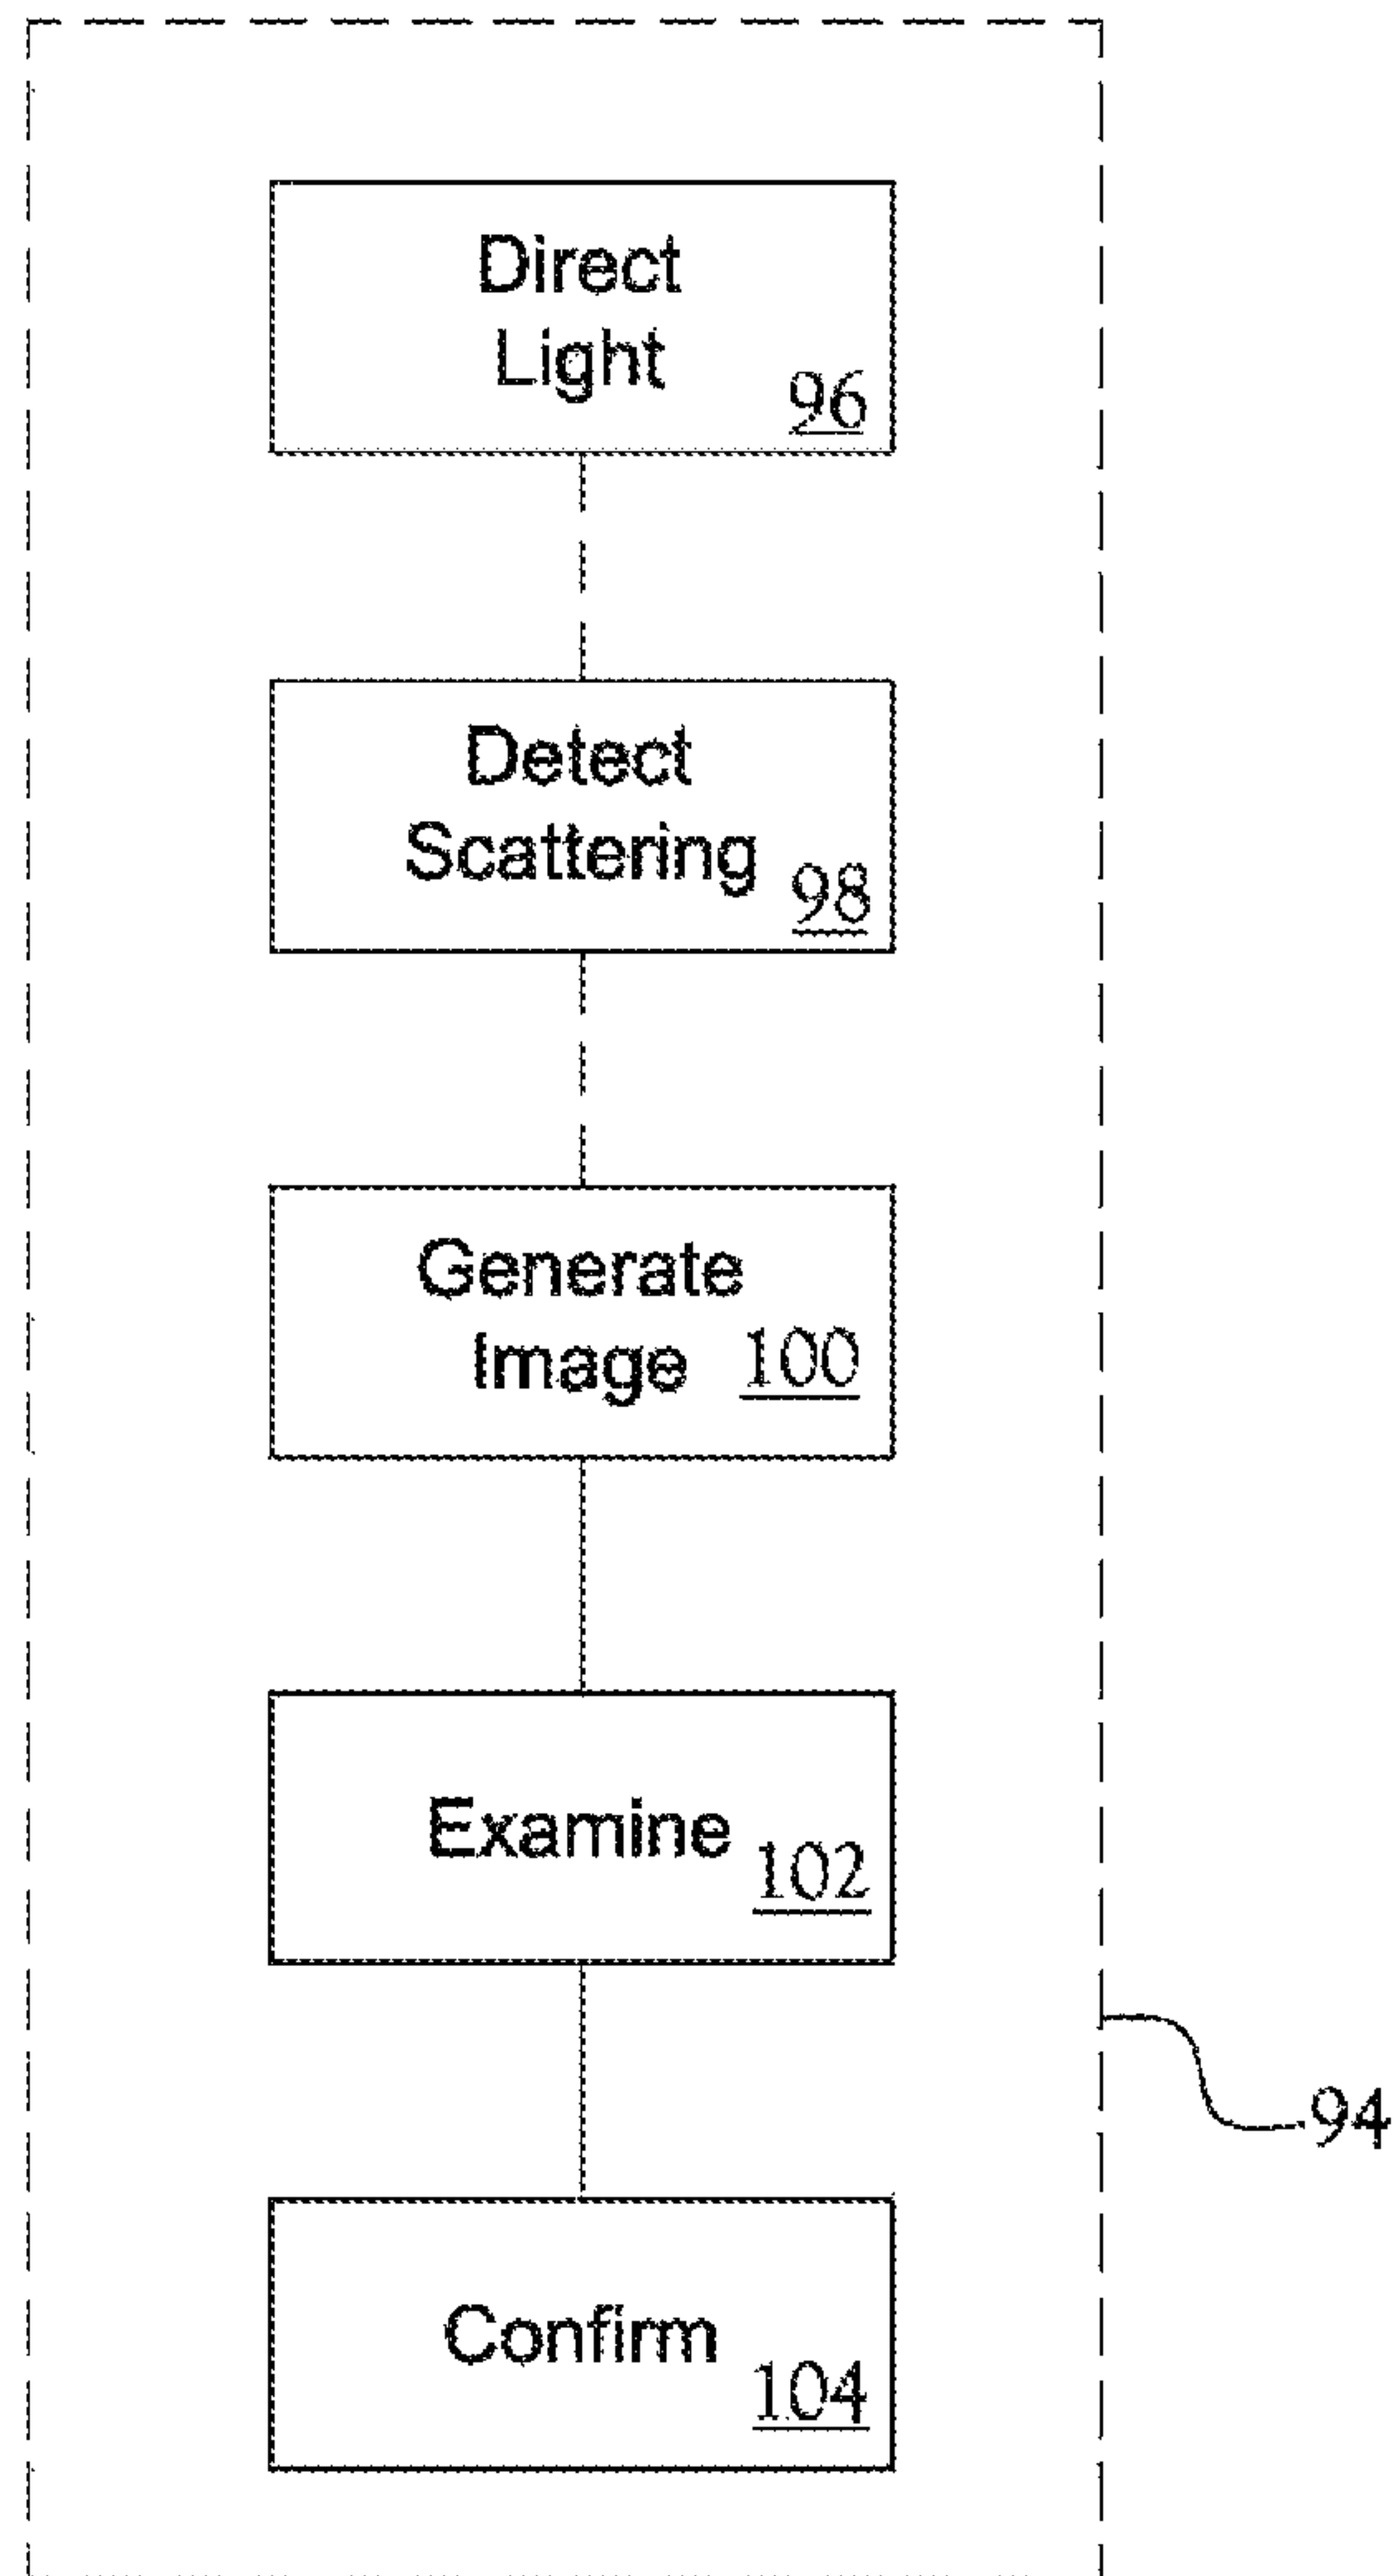 Direct
Light
96
Detect
Scattering
98
Generate
Image 100
Examine
102
94
Confirm
104